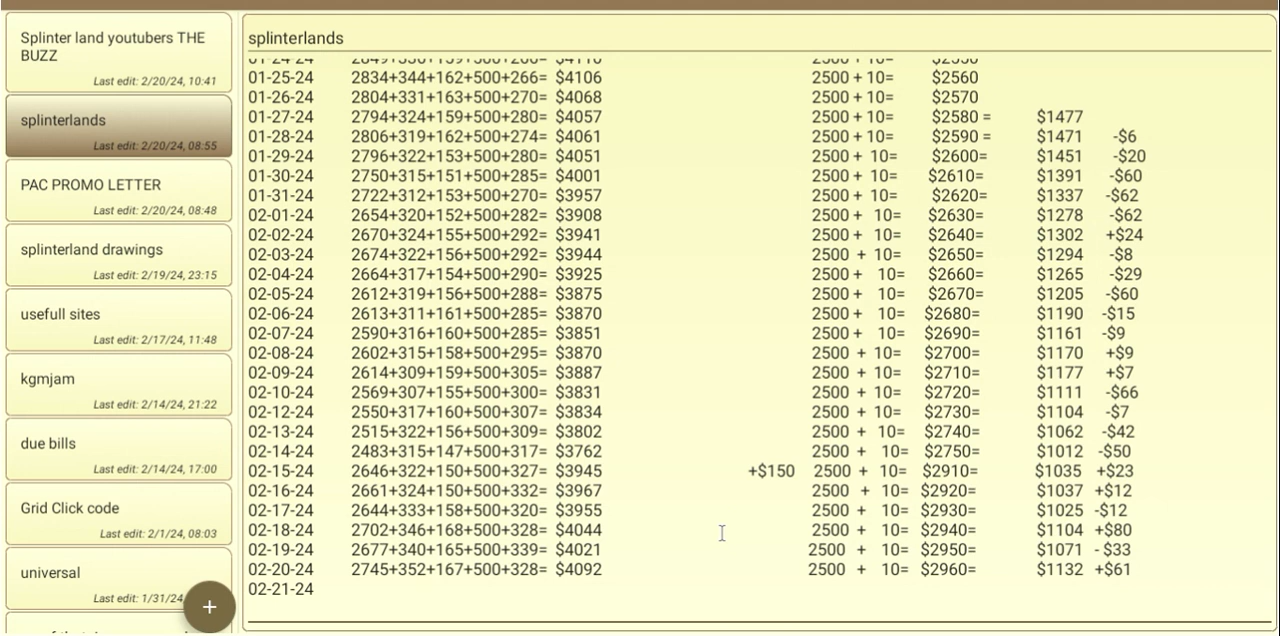 Splinter land youtubers THE
BUZZ
Last edit: 2/20/24, 10:41
splinterlands
Last edit: 2/20/24, 08:55
PAC PROMO LETTER
Last edit: 2/20/24, 08:48
splinterland drawings
Last edit: 2/19/24, 23:15
usefull sites
Last edit: 2/17/24, 11:48
kgmjam
Last edit: 2/14/24, 21:22
due bills
Last edit: 2/14/24, 17:00
Grid Click code
Last edit: 2/1/24, 08:03
universal
Last edit: 1/31/24,
+
splinterlands
01-25-24 2834+344+162+500+266= $4106 2500 + 10= $2560
01-26-24 2804+331+163+500+270= $4068 2500 + 10= $2570
01-27-24 2794+324+159+500+280= $4057 2500 + 10= $2580 = $1477
01-28-24 2806+319+162+500+274= $4061 2500 + 10= $2590 = $1471 -$6
01-29-24 2796+322+153+500+280= $4051 2500 + 10= $2600= $1451 -$20
01-30-24 2750+315+151+500+285= $4001 2500 + 10= $2610= $1391 -$60
01-31-24 2722+312+153+500+270= $3957 2500 + 10= $2620= $1337 -$62
02-01-24 2654+320+152+500+282= $3908 2500 + 10= $2630= $1278 -$62
02-02-24 2670+324+155+500+292= $3941 2500 + 10= $2640= $1302 +$24
02-03-24 2674+322+156+500+292= $3944 2500 + 10= $2650= $1294 -$8
02-04-24 2664+317+154+500+290= $3925 2500 + 10= $2660= $1265 -$29
02-05-24 2612+319+156+500+288= $3875 2500 + 10= $2670= $1205 -$60
02-06-24 2613+311+161+500+285= $3870 2500 + 10= $2680= $1190 -$15
02-07-24 2590+316+160+500+285= $3851 2500 + 10= $2690= $1161 -$9
02-08-24 2602+315+158+500+295= $3870 2500 + 10= $2700= $1170 +$9
02-09-24 2614+309+159+500+305= $3887 2500 + 10= $2710= $1177 +$7
02-10-24 2569+307+155+500+300= $3831 2500 + 10= $2720= $1111 -$66
02-12-24 2550+317+160+500+307= $3834 2500 + 10= $2730= $1104 -$7
02-13-24 2515+322+156+500+309= $3802 2500 + 10= $2740= $1062 -$42
02-14-24 2483+315+147+500+317= $3762 2500 + 10= $2750= $1012 -$50
02-15-24 2646+322+150+500+327= $3945 +$150 2500 + 10= $2910= $1035 +$23
02-16-24 2661+324+150+500+332= $3967 2500 + 10= $2920= $1037 +$12
02-17-24 2644+333+158+500+320= $3955 2500 + 10= $2930= $1025 -$12
02-18-24 2702+346+168+500+328= $4044 2500 + 10= $2940= $1104 +$80
02-19-24 2677+340+165+500+339= $4021 2500 + 10= $2950= $1071 - $33
02-20-24 2745+352+167+500+328= $4092 2500 + 10= $2960= $1132 +$61
02-21-24